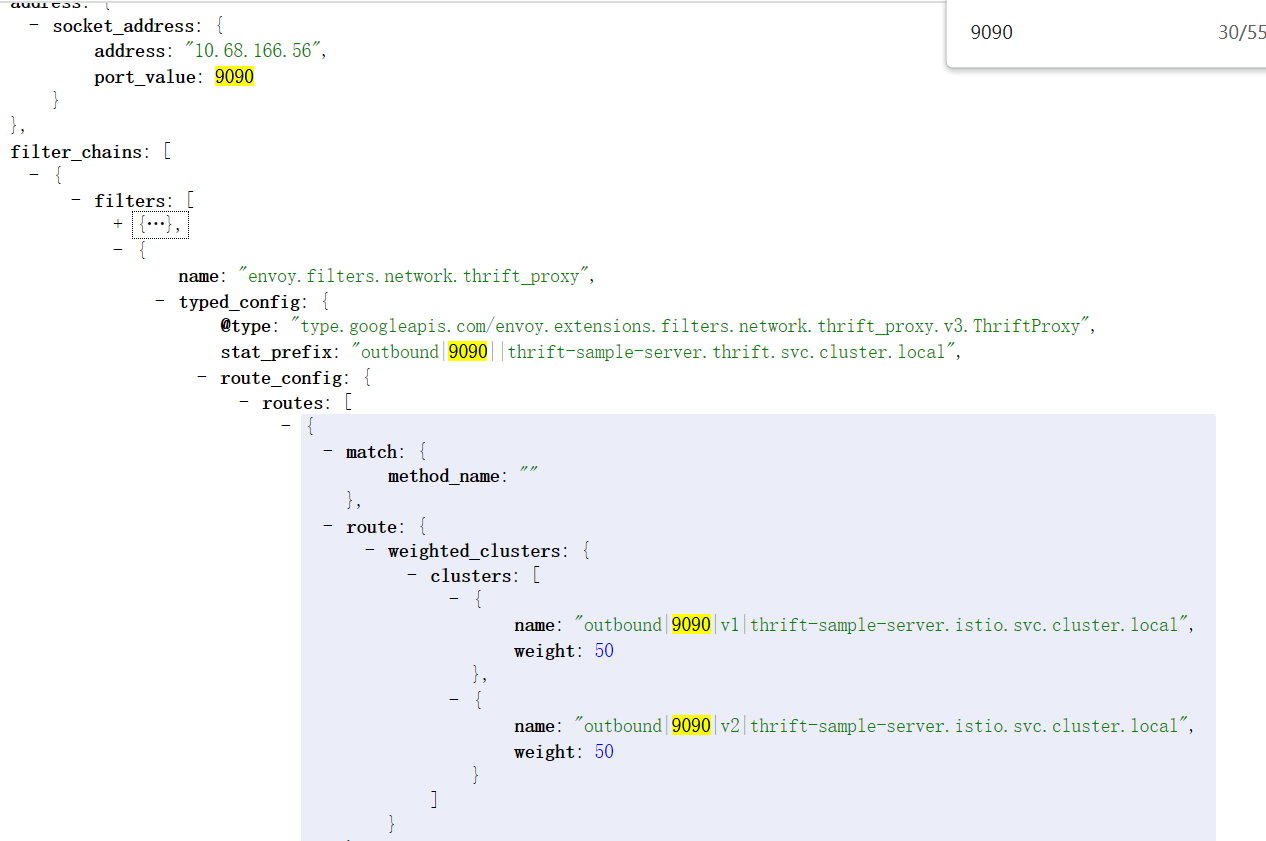 address: {
- socket_address: {
address: "10.68.166.56",
port_value: 9090
}
},
filter_chains: [
- {
- filters: [
+ {…},
- {
name: "envoy.filters.network.thrift_proxy",
- typed_config: {
@type: "type.googleapis.com/envoy.extensions.filters.network.thrift_proxy.v3.ThriftProxy",
stat_prefix: "outbound|9090||thrift-sample-server.thrift.svc.cluster.local",
- route_config: {
- routes: [
- {
- match: {
method_name: ""
},
- route: {
- weighted_clusters: {
- clusters: [
- {
name: "outbound|9090|v1|thrift-sample-server.istio.svc.cluster.local",
weight: 50
},
- {
name: "outbound|9090|v2|thrift-sample-server.istio.svc.cluster.local",
weight: 50
}
]
}
9090 30/55